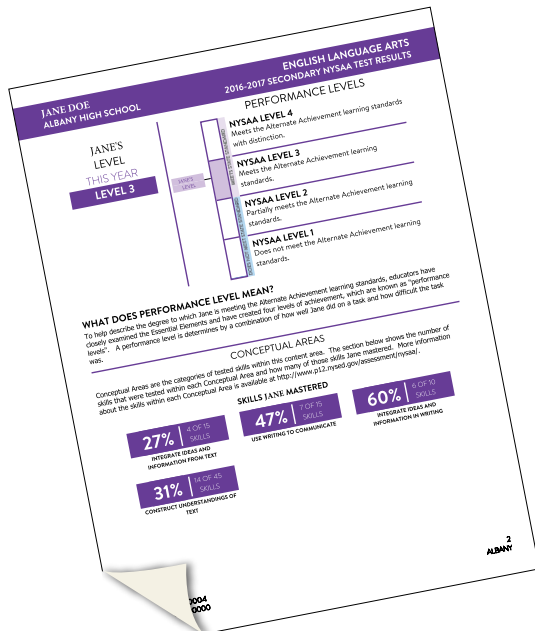 ENGLISH LANGUAGE ARTS
2016-2017 SECONDARY NYSAA TEST RESULTS
JANE DOE
ALBANY HIGH SCHOOL
PERFORMANCE LEVELS
JANE'S
LEVEL
THIS YEAR
LEVEL 3
JANE'S
LEVEL
NYSAA LEVEL 4
Meets the Alternate Achievement learning standards
with distinction.
NYSAA LEVEL 3
Meets the Alternate Achievement learning
standards.
NYSAA LEVEL 2
Partially meets the Alternate Achievement learning
standards.
NYSAA LEVEL 1
Does not meet the Alternate Achievement learning
standards.
WHAT DOES PERFORMANCE LEVEL MEAN?
To help describe the degree to which Jane is meeting the Alternate Achievement learning standards, educators have
closely examined the Essential Elements and have created four levels of achievement, which are known as "performance
levels". A performance level is determines by a combination of how well Jane did on a task and how difficult the task
was.
CONCEPTUAL AREAS
Conceptual Areas are the categories of tested skills within this content area. The section below shows the number of
skills that were tested within each Conceptual Area and how many of those skills Jane mastered. More information
about the skills within each Conceptual Area is available at http://www.p12.nysed.gov/assessment/nysaa/.
SKILLS JANE MASTERED
27% 4 OF 15
SKILLS
INTEGRATE IDEAS AND
INFORMATION FROM TEXT
47% 7 OF 15
SKILLS
USE WRITING TO COMMUNICATE
60% 6 OF 10
SKILLS
INTEGRATE IDEAS AND
INFORMATION IN WRITING
31% 14 OF 45
SKILLS
CONSTRUCT UNDERSTANDINGS OF
TEXT
2
ALBANY
0004
0000